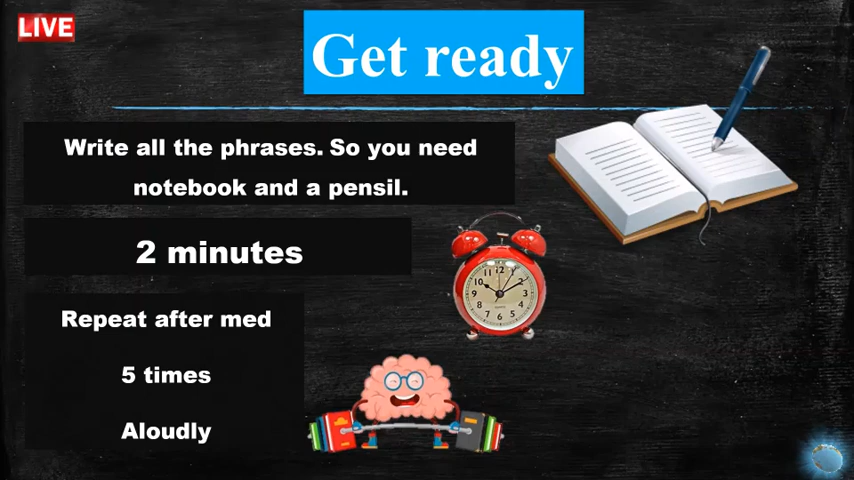 LIVE
Get ready
Write all the phrases. So you need
notebook and a pensil.
2 minutes
Repeat after med
5 times
Aloudly